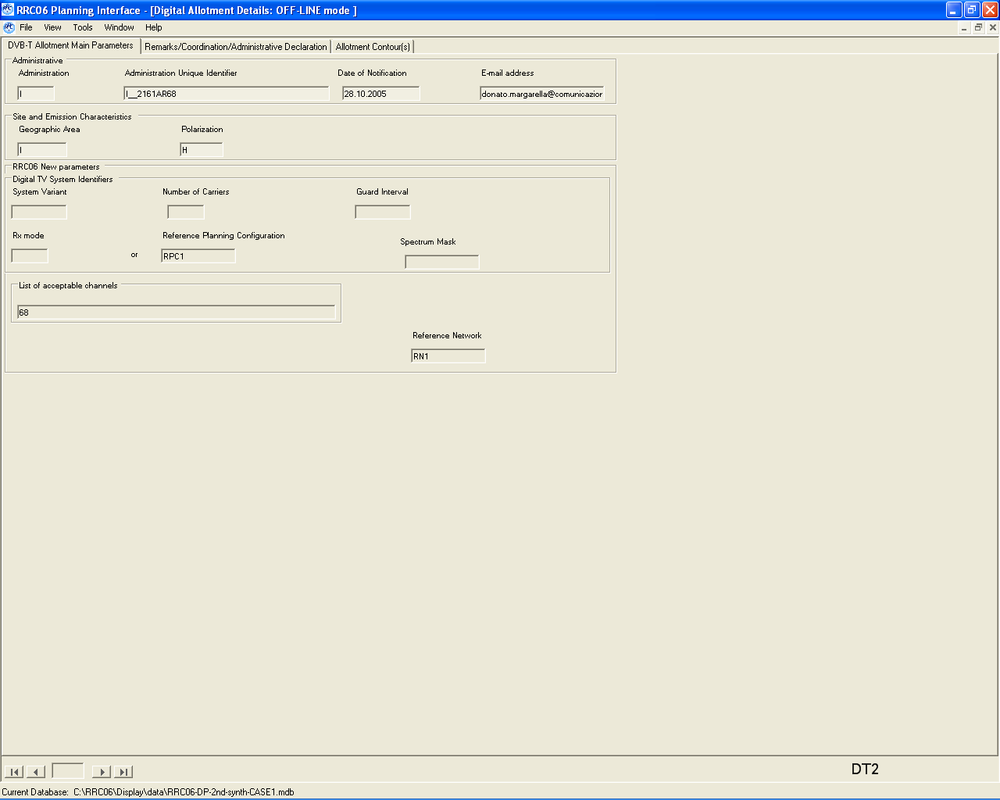 RRC06 Planning Interface - [Digital Allotment Details: OFF-LINE mode ]
File View Tools Window Help
DVB-T Allotment Main Parameters Remarks/Coordination/Administrative Declaration Allotment Contour(s)
Administrative
Administration Administration Unique Identifier Date of Notification E-mail address
I I__2161AR68 28.10.2005 donato.margarella@comunicazior
Site and Emission Characteristics
Geographic Area Polarization
I H
RRC06 New parameters
Digital TV System Identifiers
System Variant Number of Carriers Guard Interval
Rx mode Reference Planning Configuration
Spectrum Mask
or RPC1
List of acceptable channels
68
Reference Network
RN1
DT2
Current Database: C:\RRC06\Display\data\RRC06-DP-2nd-synth-CASE1.mdb